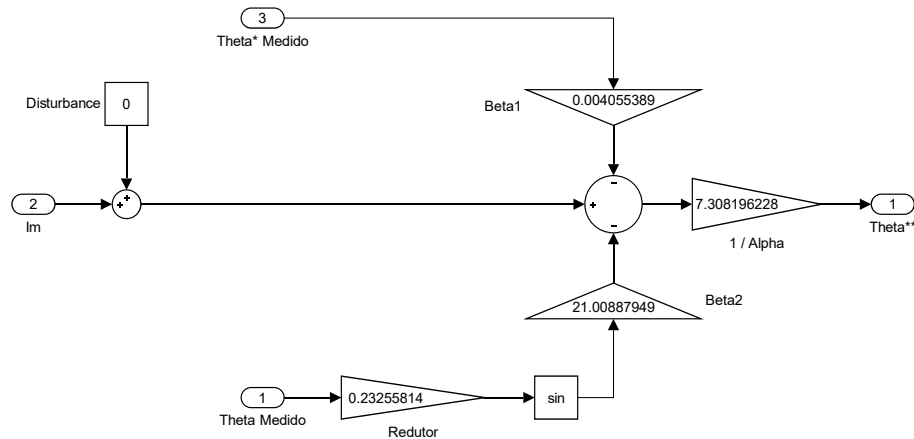 3
Theta* Medido
0.004055389
Beta1
Disturbance
0
+
+
2
Im
-
+
-
7.308196228
1 / Alpha
1
Theta**
21.00887949
Beta2
1
Theta Medido
0.23255814
Redutor
sin